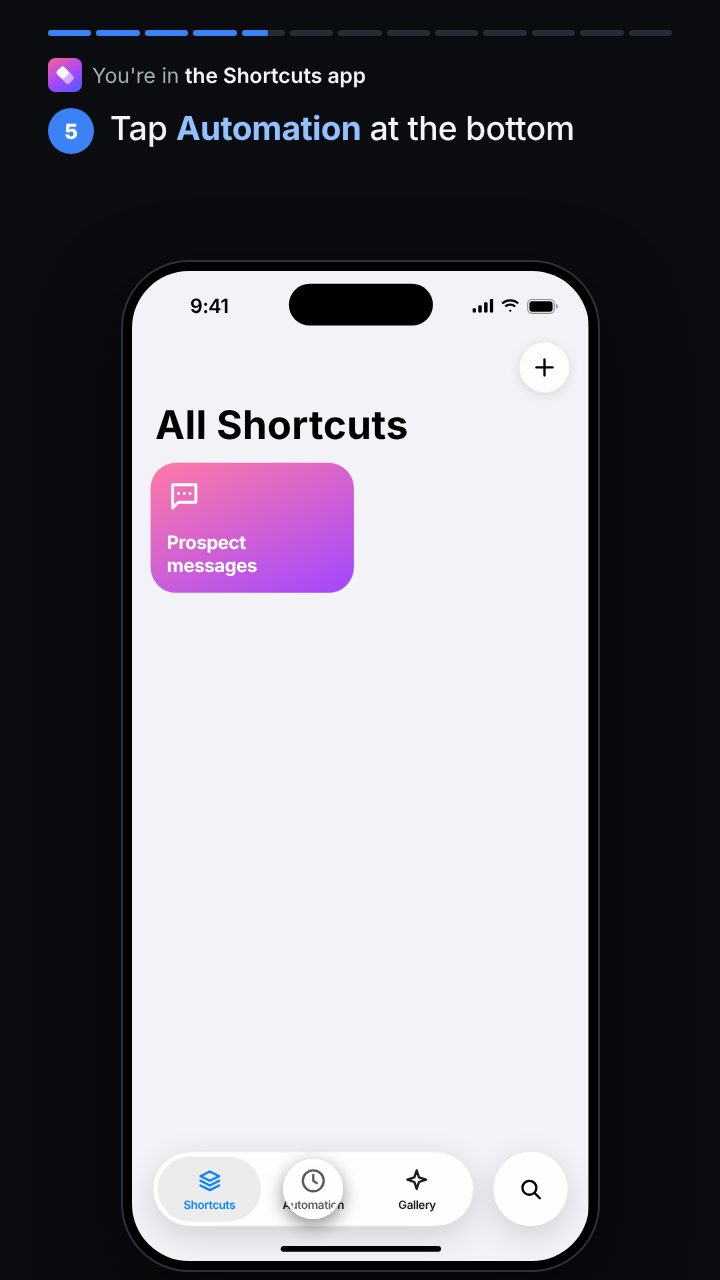 You're in the Shortcuts app
5 Tap Automation at the bottom
9:41
All Shortcuts
Prospect
messages
Shortcuts Automation Gallery